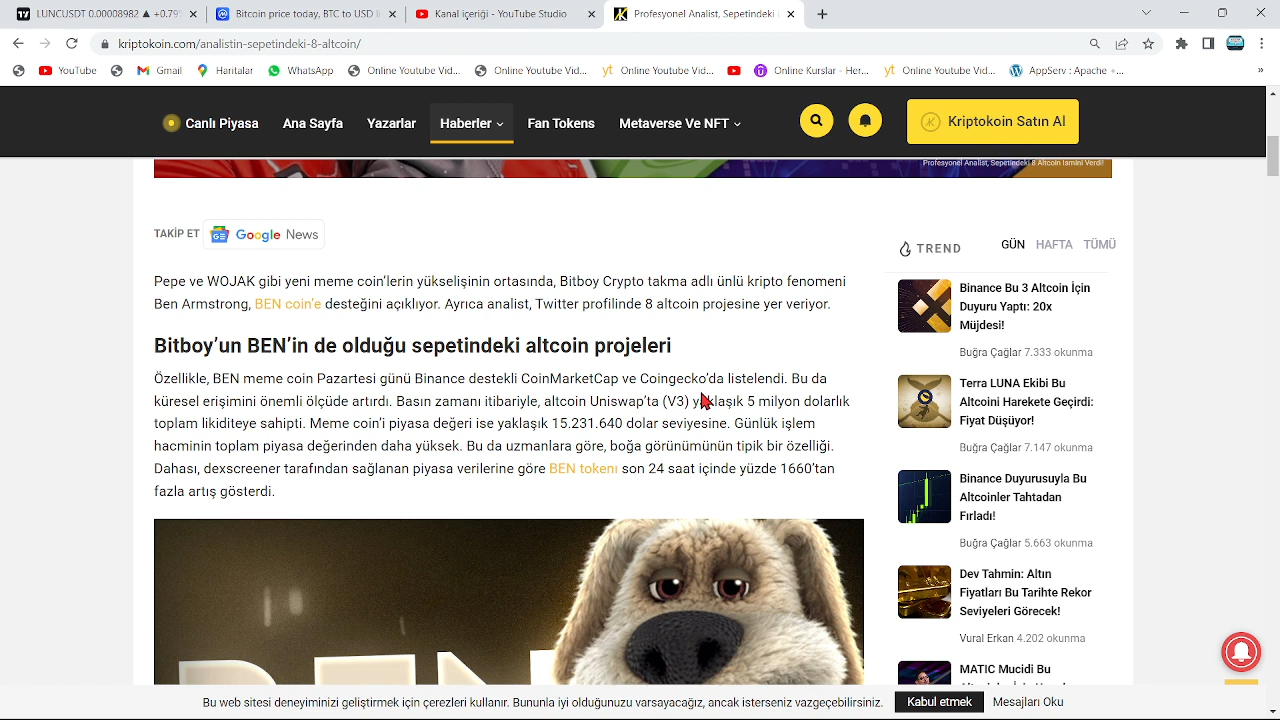 LUNCUSDT 0.00008982 ▲ +0.79
Bitcoin price today, BTC to USD li
Kanal içeriği - YouTube Studio
Profesyonel Analist, Sepetindeki
kriptokoin.com/analistin-sepetindeki-8-altcoin/
YouTube
Gmail
Haritalar
WhatsApp
Online Youtube Vid...
Online Youtube Vid...
yt Online Youtube Vid...
Online Kurslar - Her...
yt Online Youtube Vid...
AppServ : Apache +...
»
Canlı Piyasa
Ana Sayfa
Yazarlar
Haberler
Fan Tokens
Metaverse Ve NFT
Kriptokoin Satın Al
Profesyonel Analist, Sepetindeki 8 Altcoin İsmini Verdi!
TAKİP ET Google News
Pepe ve WOJAK gibi yeni meme coin'lerin yükselişinin ortasında, Bitboy Crypto takma adlı ünlü kripto fenomeni
Ben Armstrong, BEN coin'e desteğini açıklıyor. Ayrıca analist, Twitter profilinde 8 altcoin projesine yer veriyor.
Bitboy'un BEN'in de olduğu sepetindeki altcoin projeleri
Özellikle, BEN meme coin Pazartesi günü Binance destekli CoinMarketCap ve Coingecko'da listelendi. Bu da
küresel erişimini önemli ölçüde artırdı. Basın zamanı itibariyle, altcoin Uniswap'ta (V3) yaklaşık 5 milyon dolarlık
toplam likiditeye sahipti. Meme coin'i piyasa değeri ise yaklaşık 15.231.640 dolar seviyesine. Günlük işlem
hacminin toplam piyasa değerinden daha yüksek. Bu da uzmanlara göre, boğa görünümünün tipik bir özelliği.
Dahası, dexscreener tarafından sağlanan piyasa verilerine göre BEN tokenı son 24 saat içinde yüzde 1660'tan
fazla artış gösterdi.
BEN
TREND
GÜN HAFTA TÜMÜ
Binance Bu 3 Altcoin İçin
Duyuru Yaptı: 20x
Müjdesi!
Buğra Çağlar 7.333 okunma
Terra LUNA Ekibi Bu
Altcoini Harekete Geçirdi:
Fiyat Düşüyor!
Buğra Çağlar 7.147 okunma
Binance Duyurusuyla Bu
Altcoinler Tahtadan
Fırladı!
Buğra Çağlar 5.663 okunma
Dev Tahmin: Altın
Fiyatları Bu Tarihte Rekor
Seviyeleri Görecek!
Vural Erkan 4.202 okunma
MATIC Mucidi Bu
Bu web sitesi deneyiminizi geliştirmek için çerezleri kullanır. Bununla iyi olduğunuzu varsayacağız, ancak isterseniz vazgeçebilirsiniz.
Kabul etmek
Mesajları Oku